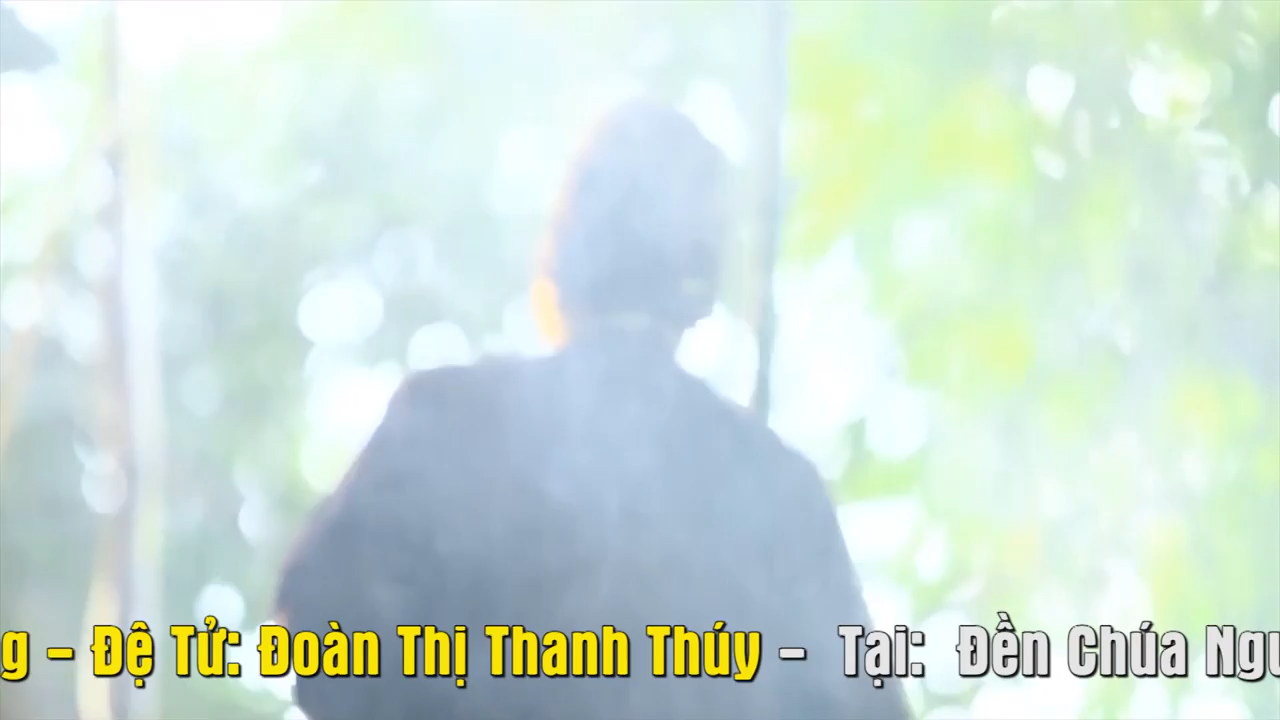 g - Đệ Tử: Đoàn Thị Thanh Thúy - Tại: Đền Chúa